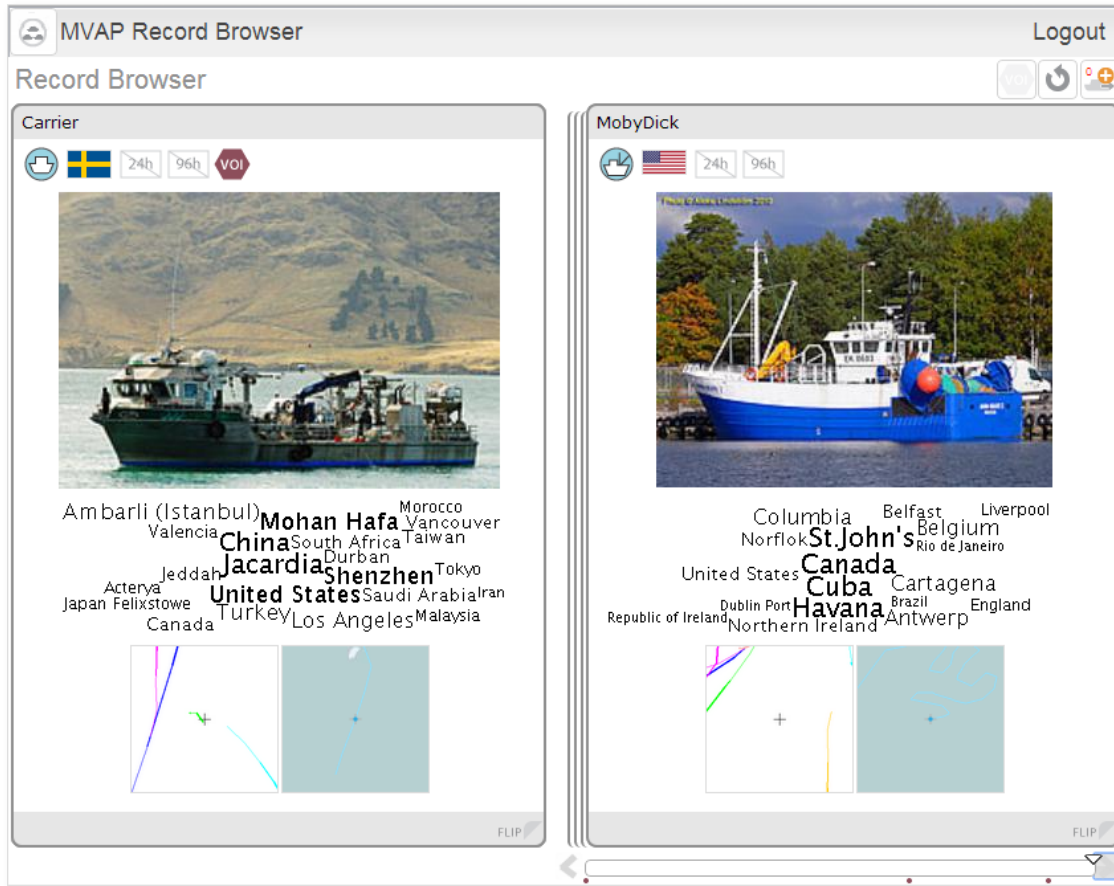 MVAP Record Browser
Logout
Record Browser
VOI
0
Carrier
24h
96h
VOI
Ambarli (Istanbul)
Mohan Hafa
Morocco
Valencia
Vancouver
China
South Africa
Taiwan
Jacardia
Durban
Jeddah
Shenzhen
Tokyo
Acterya
United States
Saudi Arabia
Iran
Japan Felixstowe
Turkey
Los Angeles
Malaysia
Canada
FLIP
MobyDick
24h
96h
Columbia
Belfast
Liverpool
Norflok
St.John's
Belgium
Rio de Janeiro
United States
Canada
Cuba
Cartagena
Dublin Port
Havana
Brazil
England
Republic of Ireland
Northern Ireland
Antwerp
FLIP